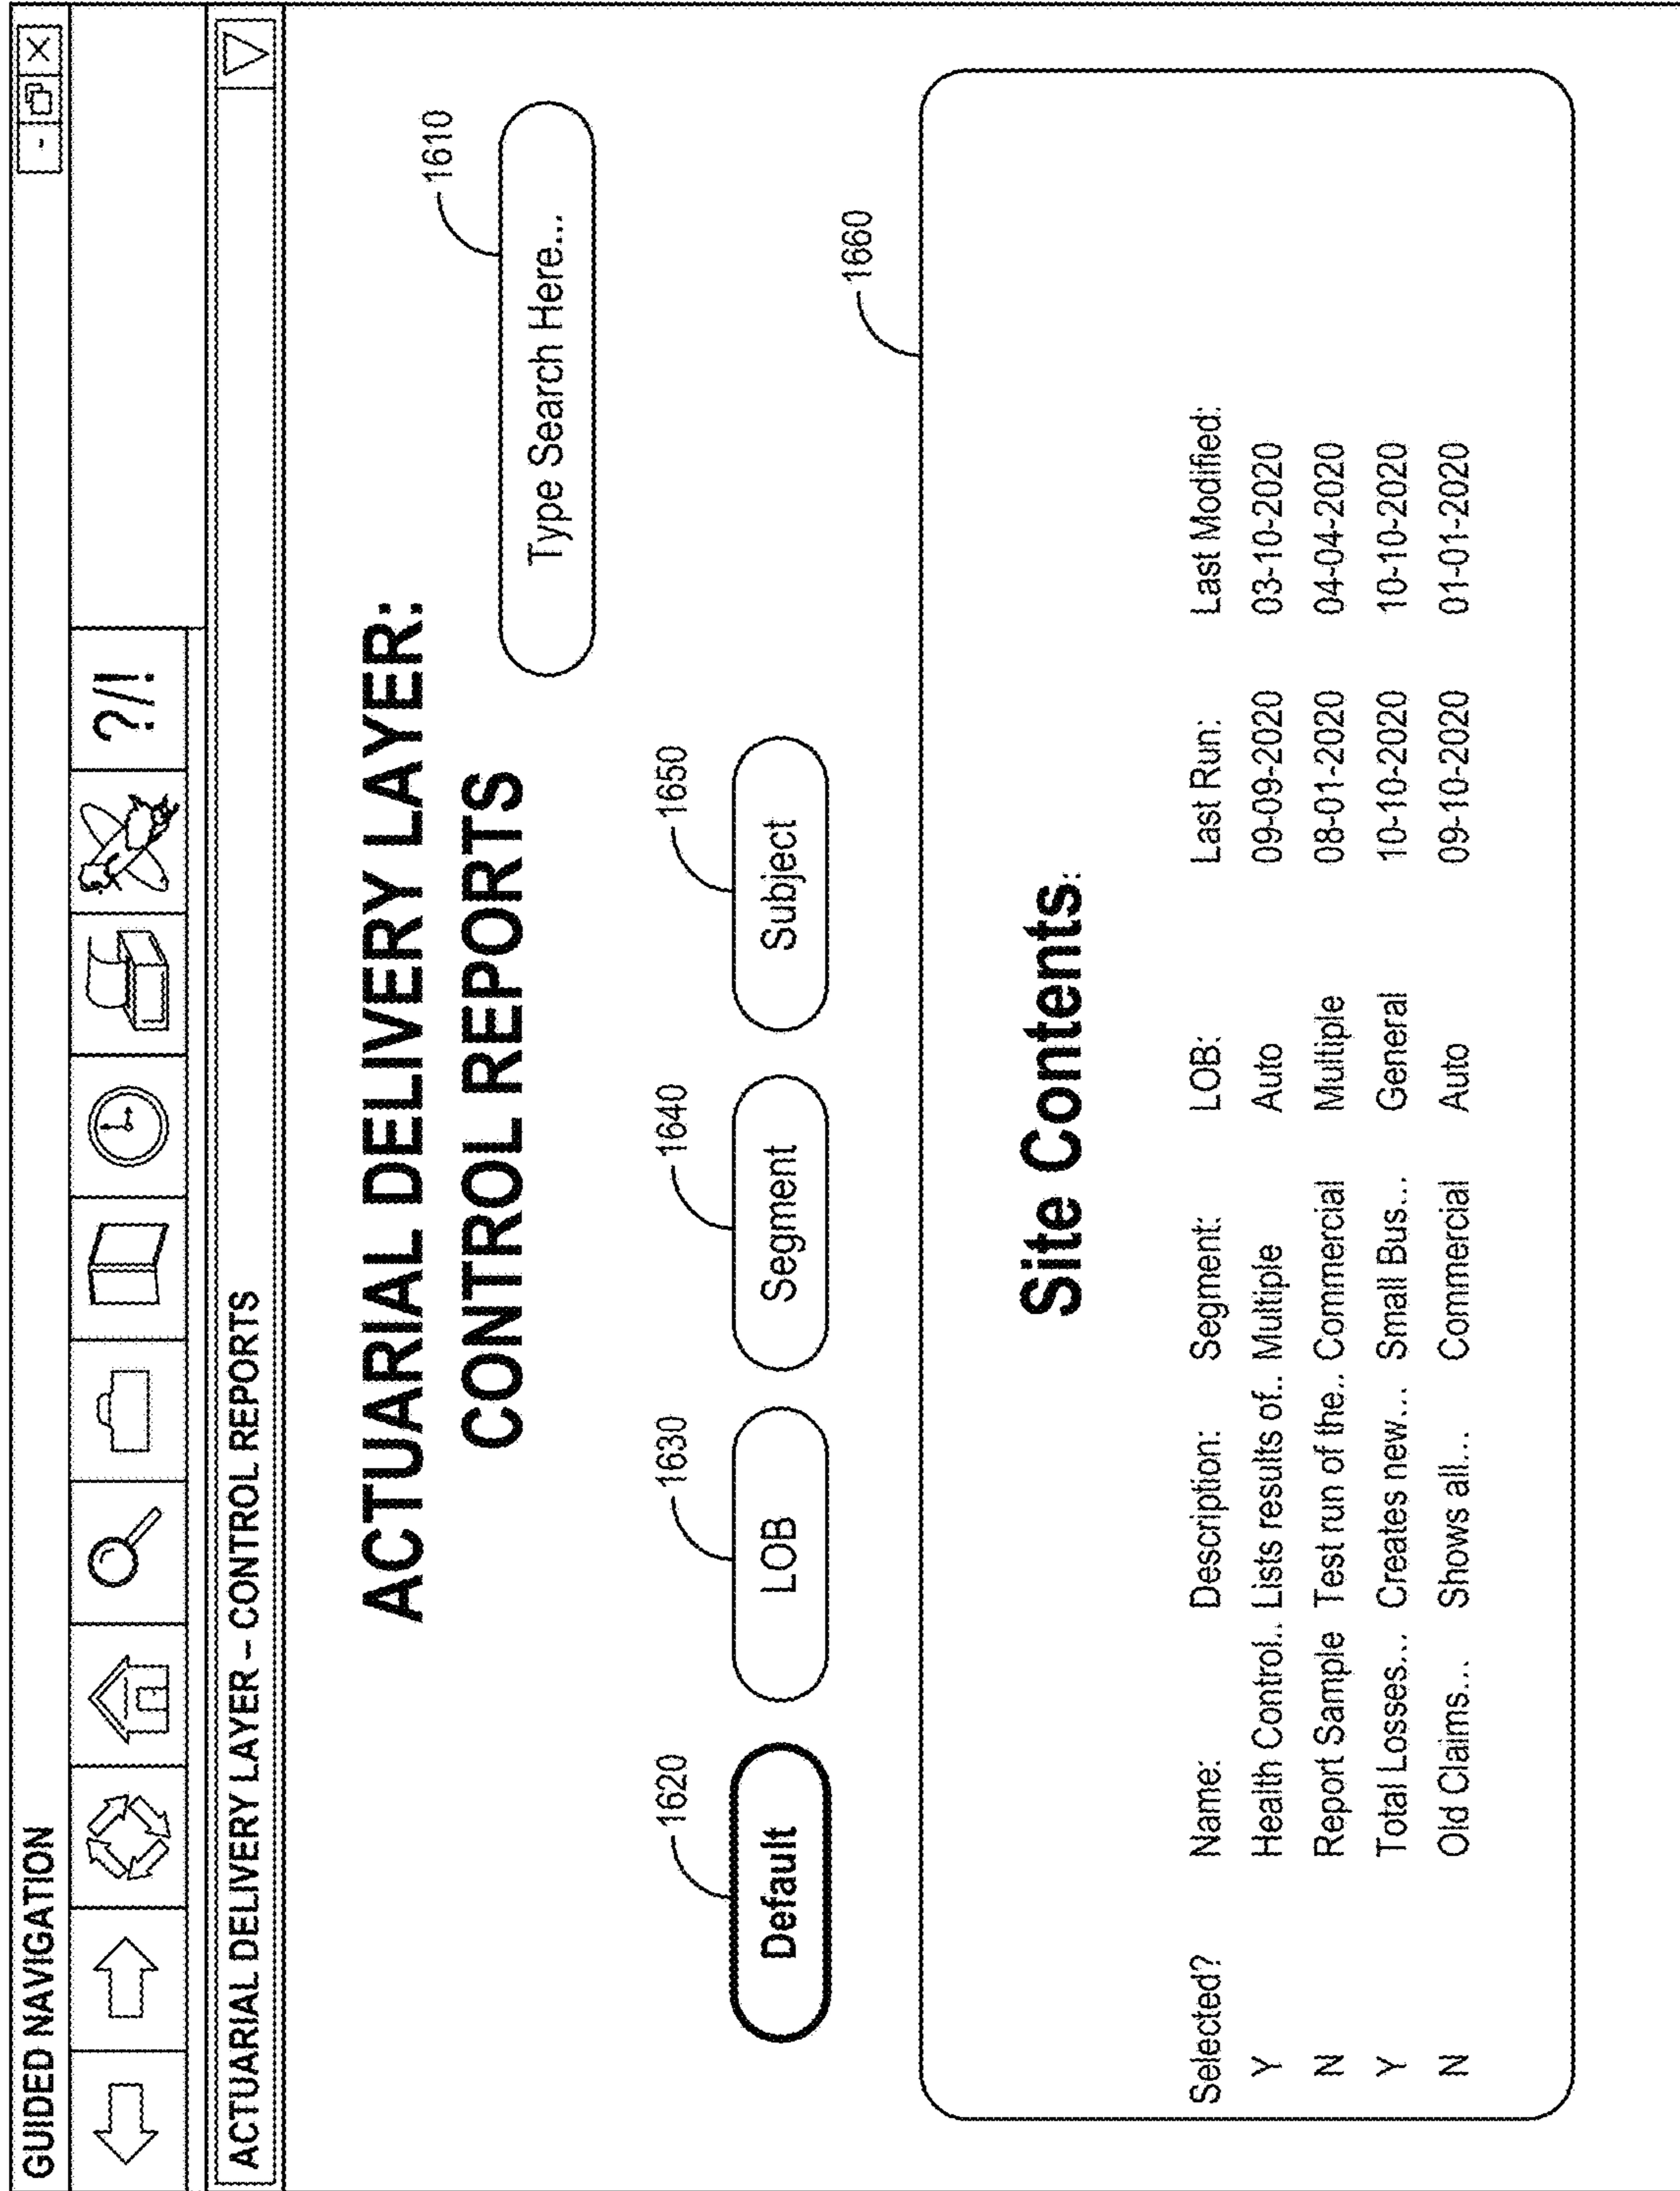 GUIDED NAVIGATION
- X
?/!
ACTUARIAL DELIVERY LAYER – CONTROL REPORTS
ACTUARIAL DELIVERY LAYER:
CONTROL REPORTS
1610
Type Search Here...
1620 1630 1640 1650
Default LOB Segment Subject
1660
Site Contents:
Selected? Name: Description: Segment: LOB: Last Run: Last Modified:
Y Health Control.. Lists results of.. Multiple Auto 09-09-2020 03-10-2020
N Report Sample Test run of the.. Commercial Multiple 08-01-2020 04-04-2020
Y Total Losses... Creates new... Small Bus... General 10-10-2020 10-10-2020
N Old Claims... Shows all... Commercial Auto 09-10-2020 01-01-2020